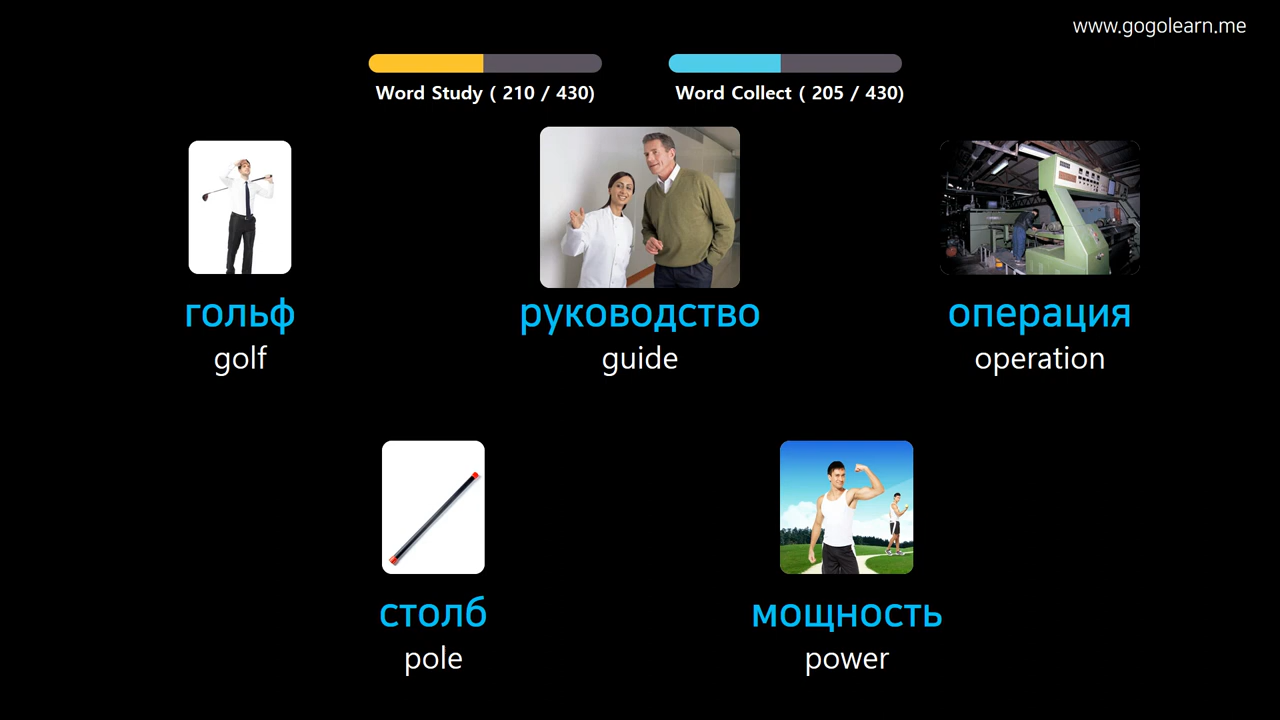 www.gogolearn.me
Word Study ( 210 / 430)
Word Collect ( 205 / 430)
гольф
golf
руководство
guide
операция
operation
столб
pole
мощность
power